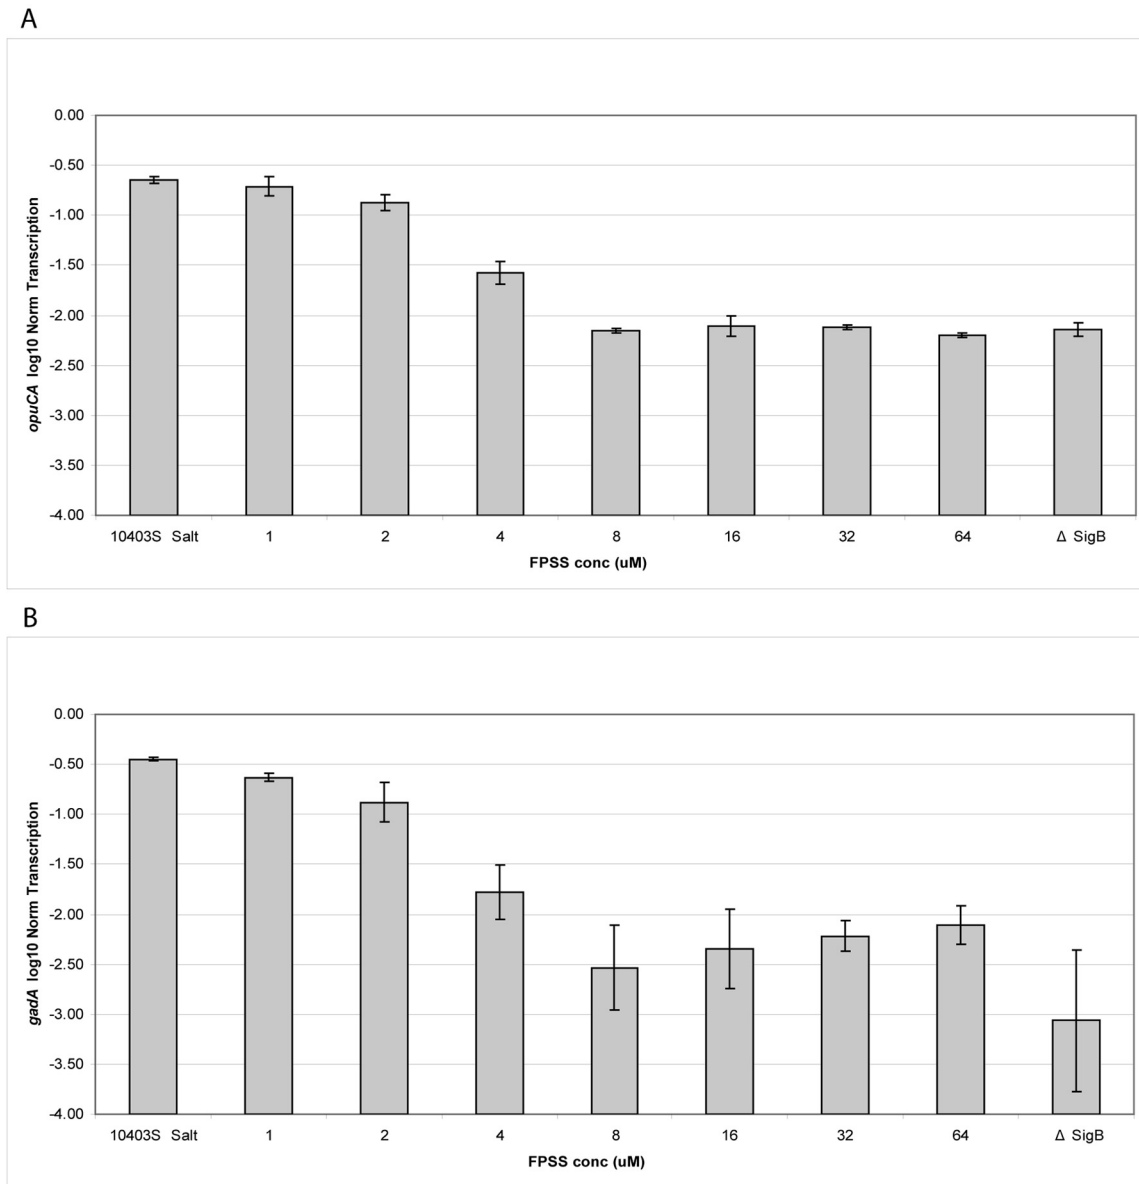 A
0.00
-0.50
-1.00
-1.50
-2.00
-2.50
-3.00
-3.50
-4.00
opuCA log10 Norm Transcription
10403S Salt 1 2 4 8 16 32 64 Δ SigB
FPSS conc (uM)
B
0.00
-0.50
-1.00
-1.50
-2.00
-2.50
-3.00
-3.50
-4.00
gadA log10 Norm Transcription
10403S Salt 1 2 4 8 16 32 64 Δ SigB
FPSS conc (uM)